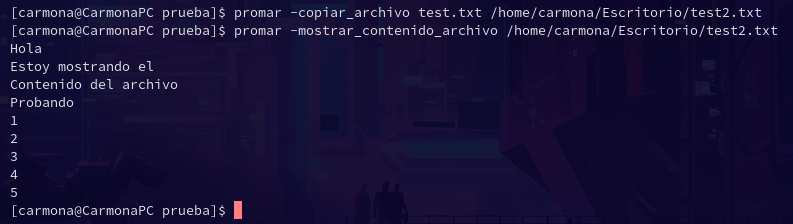 [carmona@CarmonaPC prueba]$ promar -copiar_archivo test.txt /home/carmona/Escritorio/test2.txt
[carmona@CarmonaPC prueba]$ promar -mostrar_contenido_archivo /home/carmona/Escritorio/test2.txt
Hola
Estoy mostrando el
Contenido del archivo
Probando
1
2
3
4
5
[carmona@CarmonaPC prueba]$